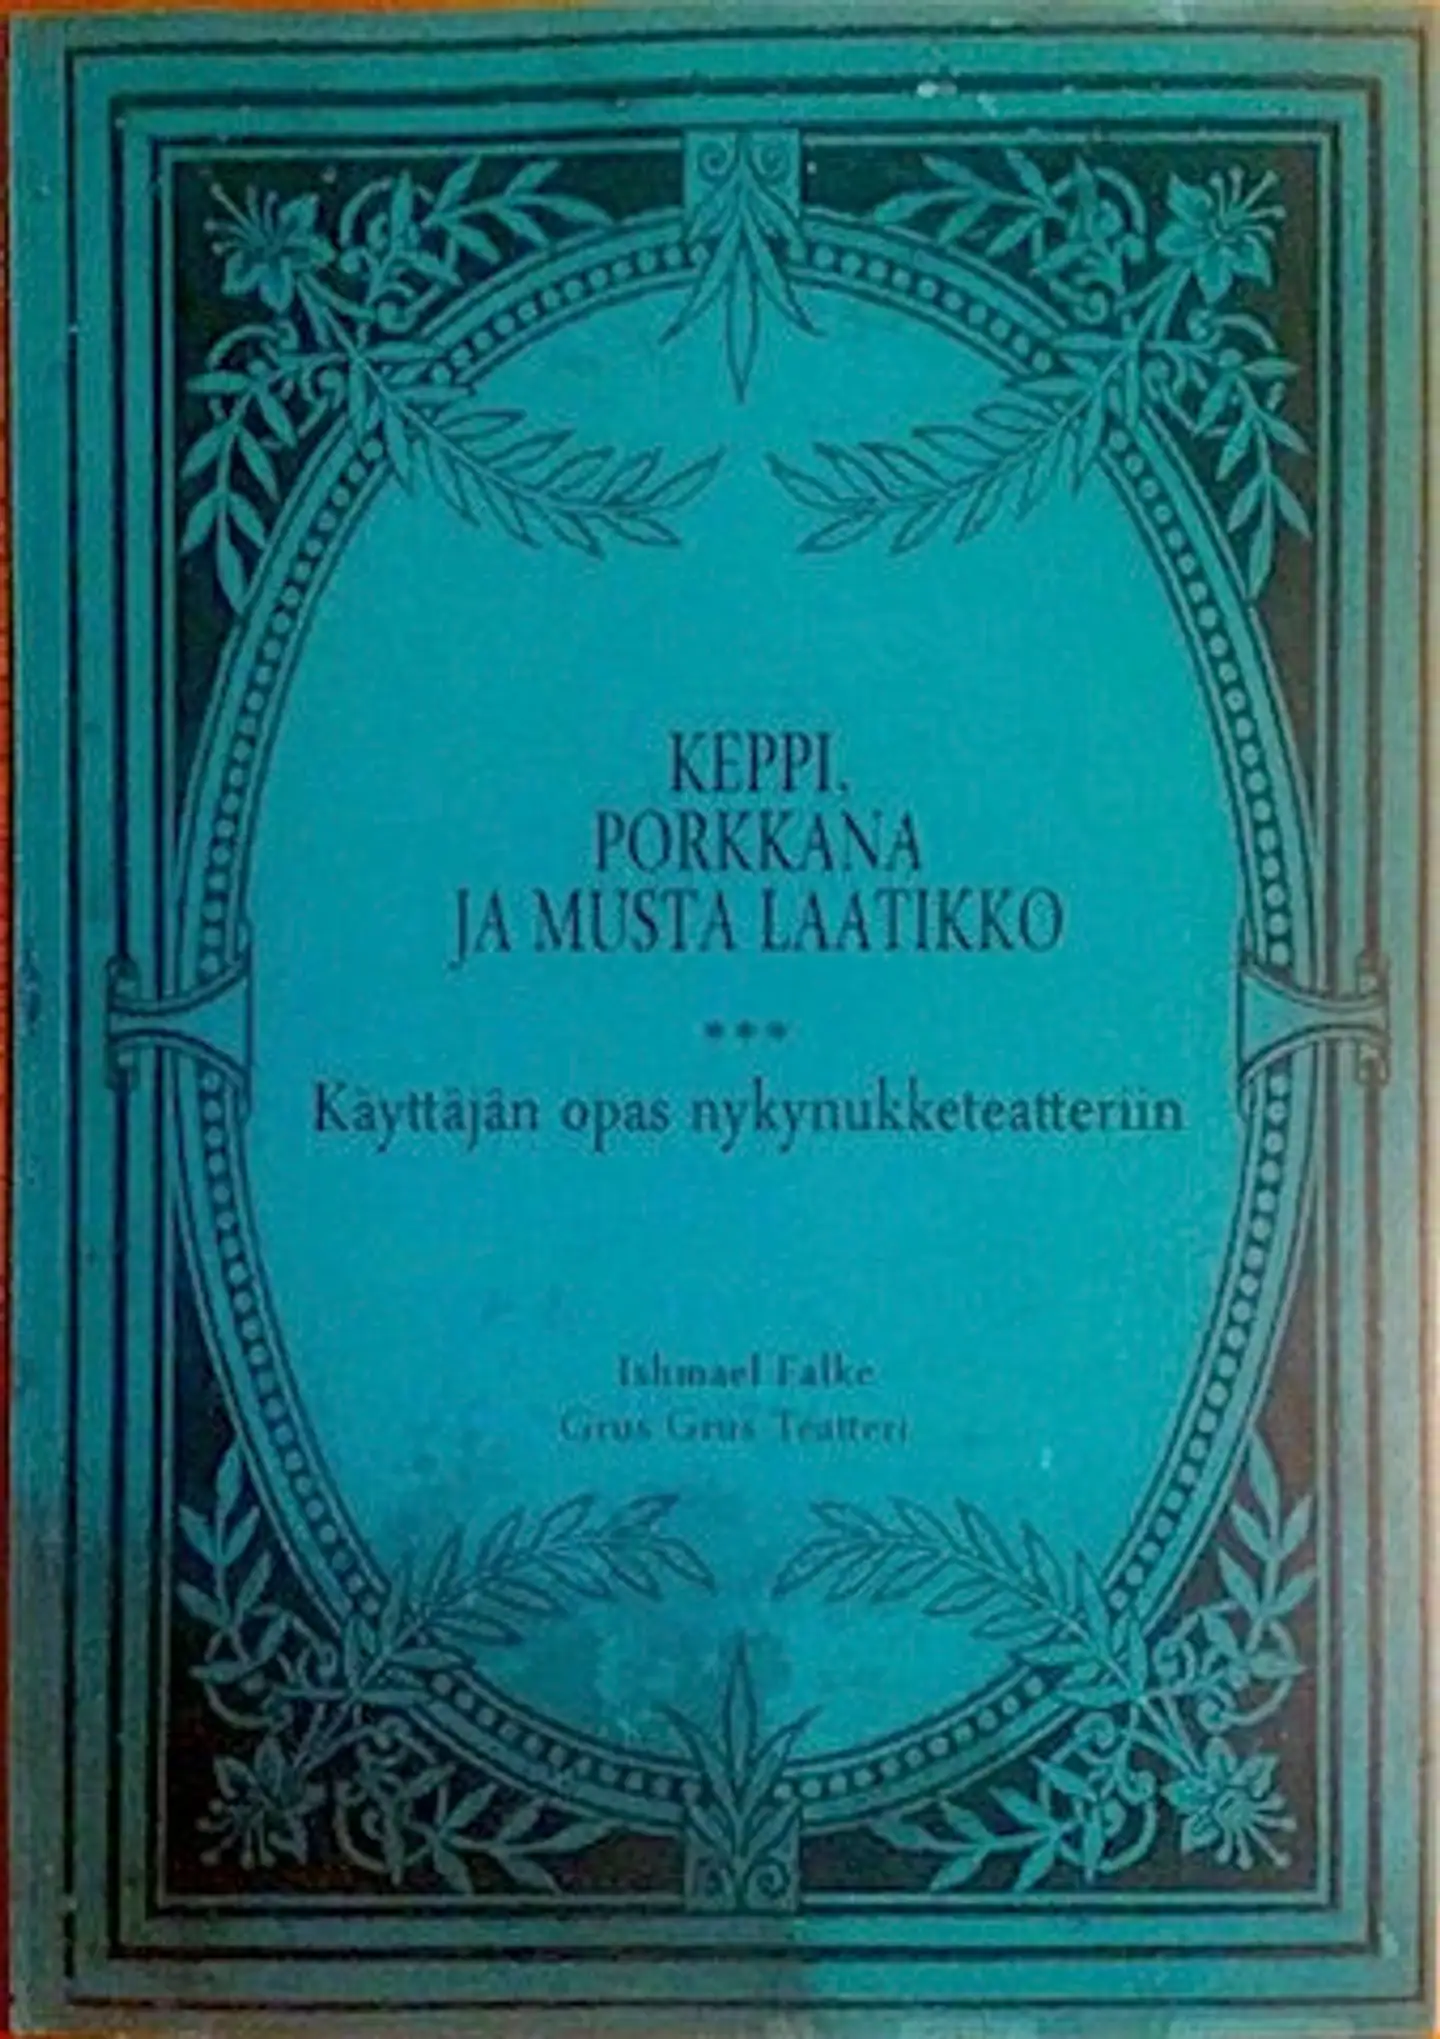 KEPPI,
PORKKANA
JA MUSTA LAATIKKO
***
Käyttäjän opas nykynukketeatteriin
Ishmael Falke
Grus Grus Teatteri